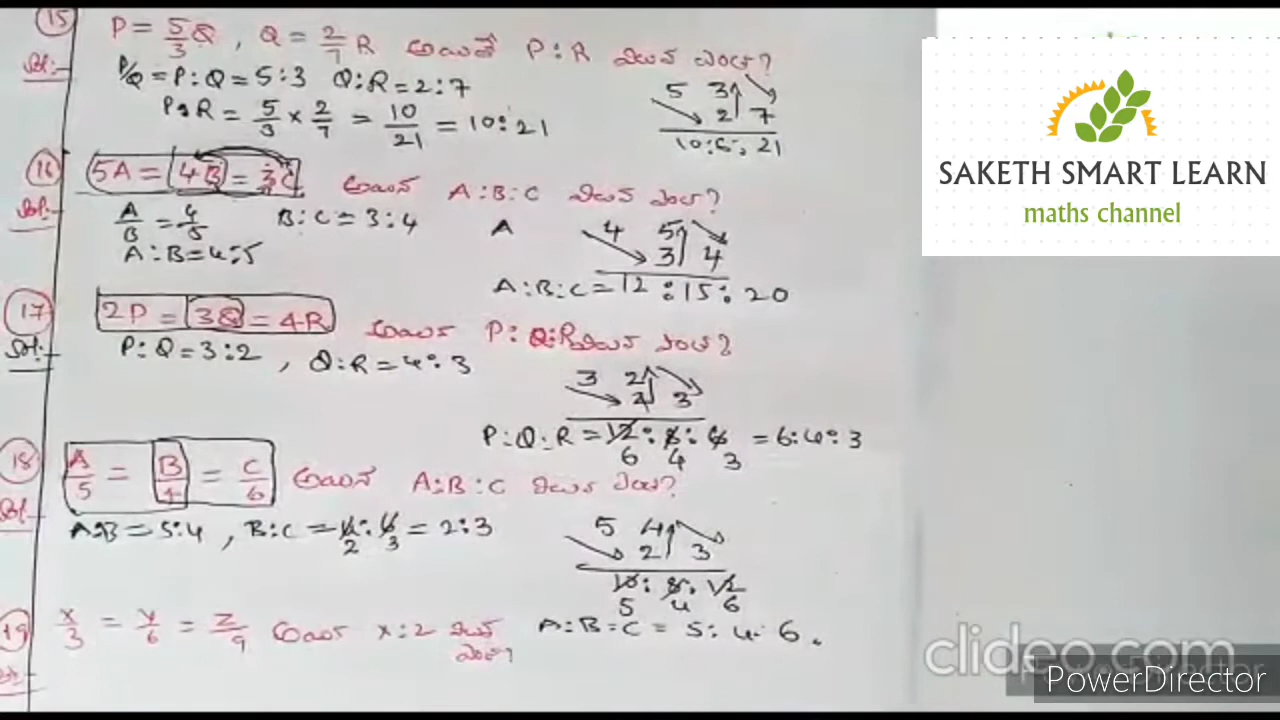 15 P = 5/3 Q, Q = 2/7 R అయితే P : R విలువ ఎంత?
Sol:- P/Q = P : Q = 5 : 3 Q : R = 2 : 7
5 3
P : R = 5/3 × 2/7 = 10/21 = 10 : 21
2 7
10 : 6 : 21
16 5A = 4B = 3C A : B : C విలువ ఎంత?
Sol:- A/B = 4/5 B : C = 3 : 4 A
4 5
A : B = 4 : 5
3 4
A : B : C = 12 : 15 : 20
17 2P = 3Q = 4R P : Q : R విలువ ఎంత?
Sol:- P : Q = 3 : 2 , Q : R = 4 : 3
3 2
4 3
P : Q : R = 12 : 8 : 6 = 6 : 4 : 3
6 4 3
18 A/5 = B/4 = C/6 A : B : C విలువ ఎంత?
Sol:- A:B = 5 : 4 , B : C = 4 : 6 = 2 : 3
2 3
5 4
2 3
10 : 8 : 12
5 4 6
A : B : C = 5 : 4 : 6 .
19 x/3 = y/6 = z/9 x : z విలువ ఎంత?
SAKETH SMART LEARN
maths channel
clideo.com
PowerDirector